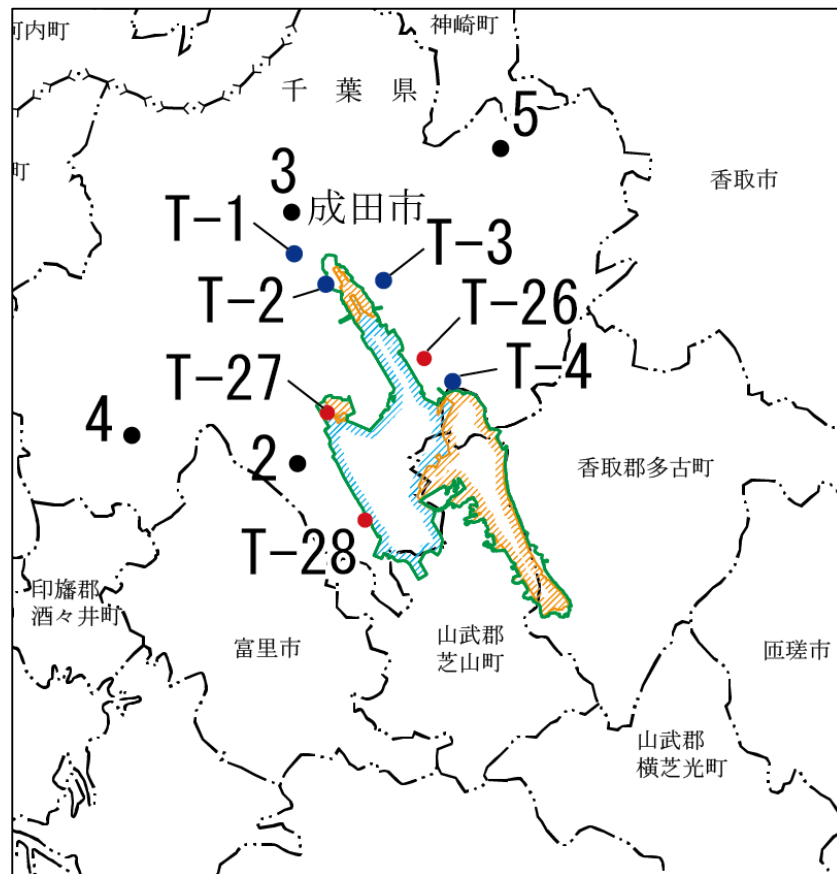 河内町
神崎町
千葉県
5
町
香取市
3
成田市
T-1
T-3
T-2
T-26
T-27
T-4
4
2
香取郡多古町
T-28
印旛郡
酒々井町
富里市
山武郡
芝山町
匝瑳市
山武郡
横芝光町